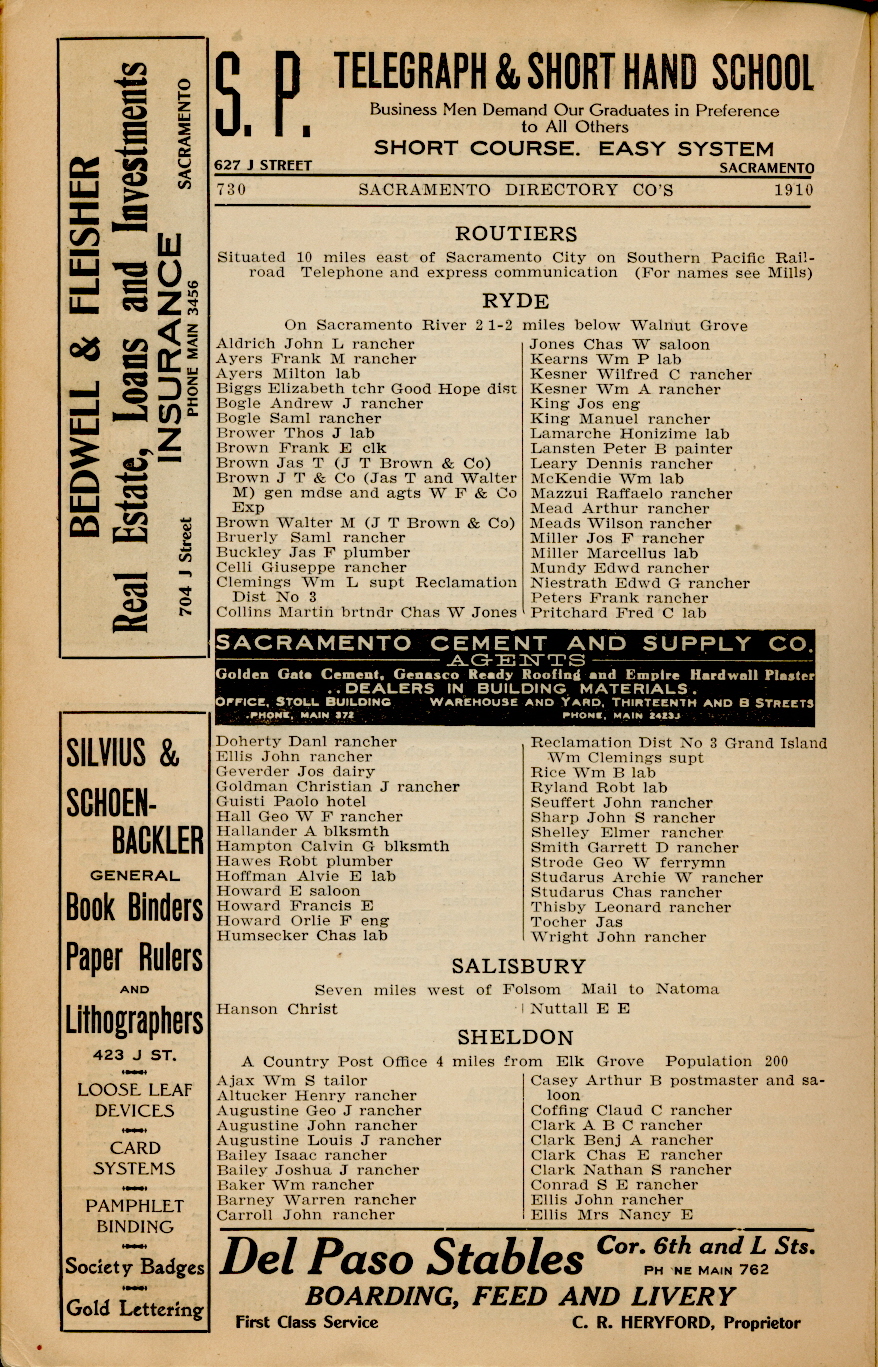 S. P.
TELEGRAPH & SHORT HAND SCHOOL
Business Men Demand Our Graduates in Preference
to All Others
SHORT COURSE. EASY SYSTEM
627 J STREET SACRAMENTO
730 SACRAMENTO DIRECTORY CO'S 1910
BEDWELL & FLEISHER
Real Estate, Loans and Investments
INSURANCE
704 J Street PHONE MAIN 3456 SACRAMENTO
ROUTIERS
Situated 10 miles east of Sacramento City on Southern Pacific Rail-
road Telephone and express communication (For names see Mills)
RYDE
On Sacramento River 2 1-2 miles below Walnut Grove
Aldrich John L rancher
Ayers Frank M rancher
Ayers Milton lab
Biggs Elizabeth tchr Good Hope dist
Bogle Andrew J rancher
Bogle Saml rancher
Brower Thos J lab
Brown Frank E clk
Brown Jas T (J T Brown & Co)
Brown J T & Co (Jas T and Walter
M) gen mdse and agts W F & Co
Exp
Brown Walter M (J T Brown & Co)
Bruerly Saml rancher
Buckley Jas F plumber
Celli Giuseppe rancher
Clemings Wm L supt Reclamation
Dist No 3
Collins Martin brtndr Chas W Jones
Jones Chas W saloon
Kearns Wm P lab
Kesner Wilfred C rancher
Kesner Wm A rancher
King Jos eng
King Manuel rancher
Lamarche Honizime lab
Lansten Peter B painter
Leary Dennis rancher
McKendie Wm lab
Mazzui Raffaelo rancher
Mead Arthur rancher
Meads Wilson rancher
Miller Jos F rancher
Miller Marcellus lab
Mundy Edwd rancher
Niestrath Edwd G rancher
Peters Frank rancher
Pritchard Fred C lab
SACRAMENTO CEMENT AND SUPPLY CO.
AGENTS
Golden Gate Cement, Genasco Ready Roofing and Empire Hardwall Plaster
..DEALERS IN BUILDING MATERIALS.
OFFICE, STOLL BUILDING WAREHOUSE AND YARD, THIRTEENTH AND B STREETS
.PHONE, MAIN 372 PHONE, MAIN 2423J
SILVIUS &
SCHOEN-
BACKLER
GENERAL
Book Binders
Paper Rulers
AND
Lithographers
423 J ST.
LOOSE LEAF
DEVICES
CARD
SYSTEMS
PAMPHLET
BINDING
Society Badges
Gold Lettering
Doherty Danl rancher
Ellis John rancher
Geverder Jos dairy
Goldman Christian J rancher
Guisti Paolo hotel
Hall Geo W F rancher
Hallander A blksmth
Hampton Calvin G blksmth
Hawes Robt plumber
Hoffman Alvie E lab
Howard E saloon
Howard Francis E
Howard Orlie F eng
Humsecker Chas lab
Reclamation Dist No 3 Grand Island
Wm Clemings supt
Rice Wm B lab
Ryland Robt lab
Seuffert John rancher
Sharp John S rancher
Shelley Elmer rancher
Smith Garrett D rancher
Strode Geo W ferrymn
Studarus Archie W rancher
Studarus Chas rancher
Thisby Leonard rancher
Tocher Jas
Wright John rancher
SALISBURY
Seven miles west of Folsom Mail to Natoma
Hanson Christ
Nuttall E E
SHELDON
A Country Post Office 4 miles from Elk Grove Population 200
Ajax Wm S tailor
Altucker Henry rancher
Augustine Geo J rancher
Augustine John rancher
Augustine Louis J rancher
Bailey Isaac rancher
Bailey Joshua J rancher
Baker Wm rancher
Barney Warren rancher
Carroll John rancher
Casey Arthur B postmaster and sa-
loon
Coffing Claud C rancher
Clark A B C rancher
Clark Benj A rancher
Clark Chas E rancher
Clark Nathan S rancher
Conrad S E rancher
Ellis John rancher
Ellis Mrs Nancy E
Del Paso Stables Cor. 6th and L Sts.
PH NE MAIN 762
BOARDING, FEED AND LIVERY
First Class Service C. R. HERYFORD, Proprietor